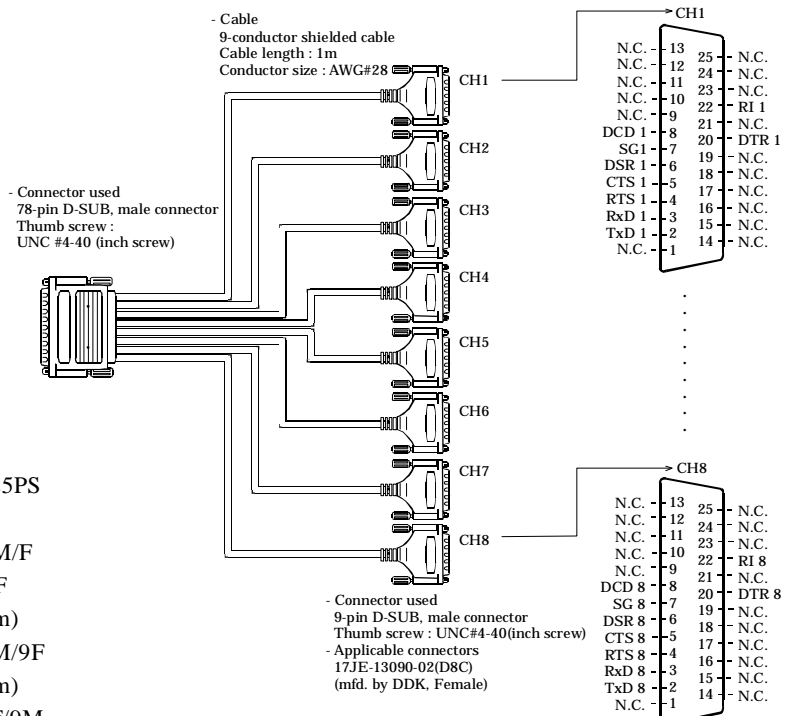 - Cable
9-conductor shielded cable
Cable length : 1m
Conductor size : AWG#28
CH1
CH2
CH3
CH4
CH5
CH6
CH7
CH8
- Connector used
78-pin D-SUB, male connector
Thumb screw :
UNC #4-40 (inch screw)
5PS
M/F
F
m)
M/9F
m)
F/9M
- Connector used
9-pin D-SUB, male connector
Thumb screw : UNC#4-40(inch screw)
- Applicable connectors
17JE-13090-02(D8C)
(mfd. by DDK, Female)
CH1
N.C. 13
N.C. 12
N.C. 11
N.C. 10
N.C. 9
DCD 1 8
SG1 7
DSR 1 6
CTS 1 5
RTS 1 4
RxD 1 3
TxD 1 2
N.C. 1
25 N.C.
24 N.C.
23 N.C.
22 RI 1
21 N.C.
20 DTR 1
19 N.C.
18 N.C.
17 N.C.
16 N.C.
15 N.C.
14 N.C.
CH8
N.C. 13
N.C. 12
N.C. 11
N.C. 10
N.C. 9
DCD 8 8
SG 8 7
DSR 8 6
CTS 8 5
RTS 8 4
RxD 8 3
TxD 8 2
N.C. 1
25 N.C.
24 N.C.
23 N.C.
22 RI 8
21 N.C.
20 DTR 8
19 N.C.
18 N.C.
17 N.C.
16 N.C.
15 N.C.
14 N.C.